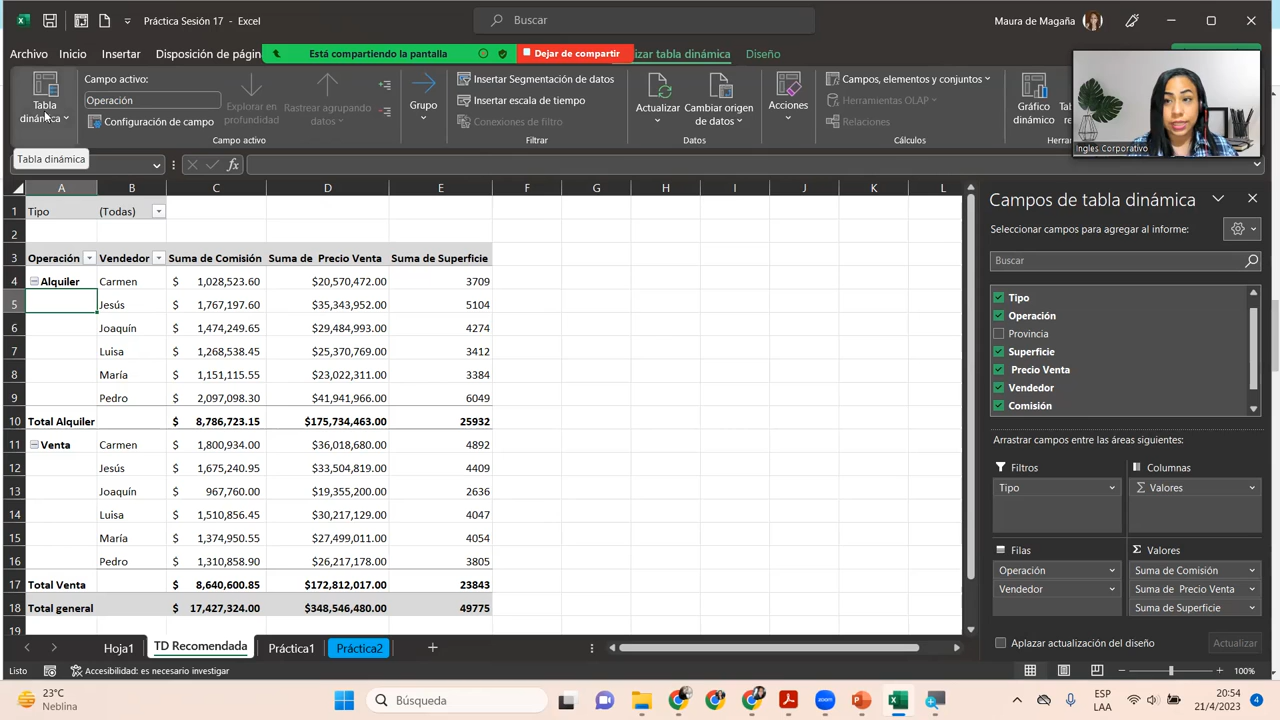 Práctica Sesión 17 - Excel
Buscar
Maura de Magaña
Archivo Inicio Insertar Disposición de págin
Está compartiendo la pantalla
Dejar de compartir
izar tabla dinámica Diseño
Tabla dinámica
Campo activo:
Operación
Configuración de campo
Explorar en profundidad
Rastrear agrupando datos
Campo activo
Grupo
Insertar Segmentación de datos
Insertar escala de tiempo
Conexiones de filtro
Filtrar
Actualizar
Cambiar origen de datos
Datos
Acciones
Campos, elementos y conjuntos
Herramientas OLAP
Relaciones
Cálculos
Gráfico dinámico
Ingles Corporativo
Tabla dinámica
fx
A B C D E F G H I J K L
1 Tipo (Todas)
2
3 Operación Vendedor Suma de Comisión Suma de Precio Venta Suma de Superficie
4 Alquiler Carmen $ 1,028,523.60 $20,570,472.00 3709
5 Jesús $ 1,767,197.60 $35,343,952.00 5104
6 Joaquín $ 1,474,249.65 $29,484,993.00 4274
7 Luisa $ 1,268,538.45 $25,370,769.00 3412
8 María $ 1,151,115.55 $23,022,311.00 3384
9 Pedro $ 2,097,098.30 $41,941,966.00 6049
10 Total Alquiler $ 8,786,723.15 $175,734,463.00 25932
11 Venta Carmen $ 1,800,934.00 $36,018,680.00 4892
12 Jesús $ 1,675,240.95 $33,504,819.00 4409
13 Joaquín $ 967,760.00 $19,355,200.00 2636
14 Luisa $ 1,510,856.45 $30,217,129.00 4047
15 María $ 1,374,950.55 $27,499,011.00 4054
16 Pedro $ 1,310,858.90 $26,217,178.00 3805
17 Total Venta $ 8,640,600.85 $172,812,017.00 23843
18 Total general $ 17,427,324.00 $348,546,480.00 49775
19
Campos de tabla dinámica
Seleccionar campos para agregar al informe:
Buscar
Tipo
Operación
Provincia
Superficie
Precio Venta
Vendedor
Comisión
Arrastrar campos entre las áreas siguientes:
Filtros
Tipo
Columnas
Σ Valores
Filas
Operación
Vendedor
Σ Valores
Suma de Comisión
Suma de Precio Venta
Suma de Superficie
Aplazar actualización del diseño
Actualizar
Hoja1 TD Recomendada Práctica1 Práctica2
Listo
Accesibilidad: es necesario investigar
100%
23°C
Neblina
Búsqueda
zoom
ESP
LAA
20:54
21/4/2023
4